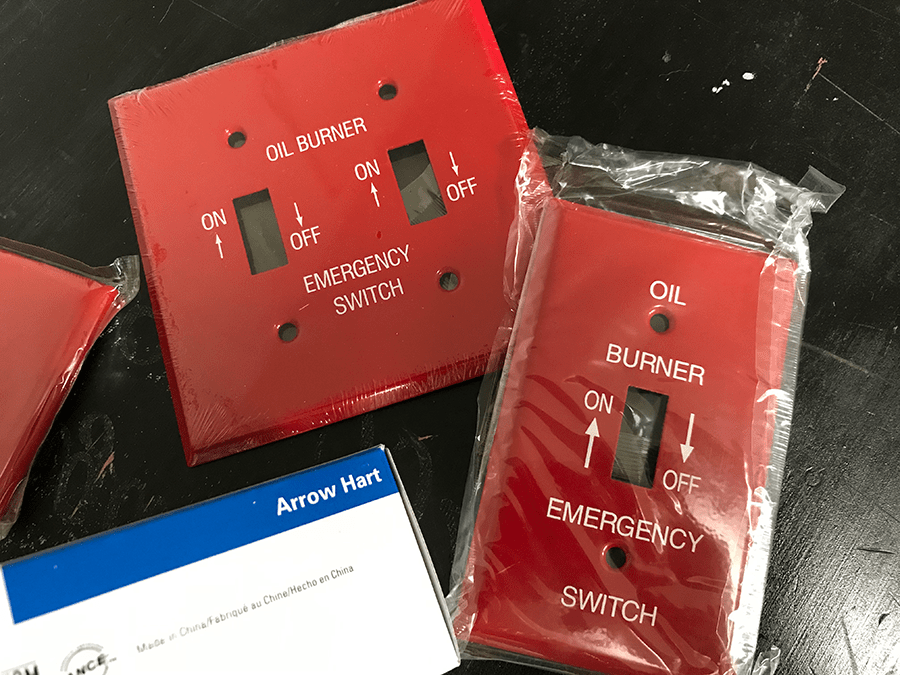 OIL BURNER
ON OFF
ON OFF
EMERGENCY
SWITCH
OIL
BURNER
ON
OFF
EMERGENCY
SWITCH
Arrow Hart
Made in China/Fabriqué au Chine/Hecho en China